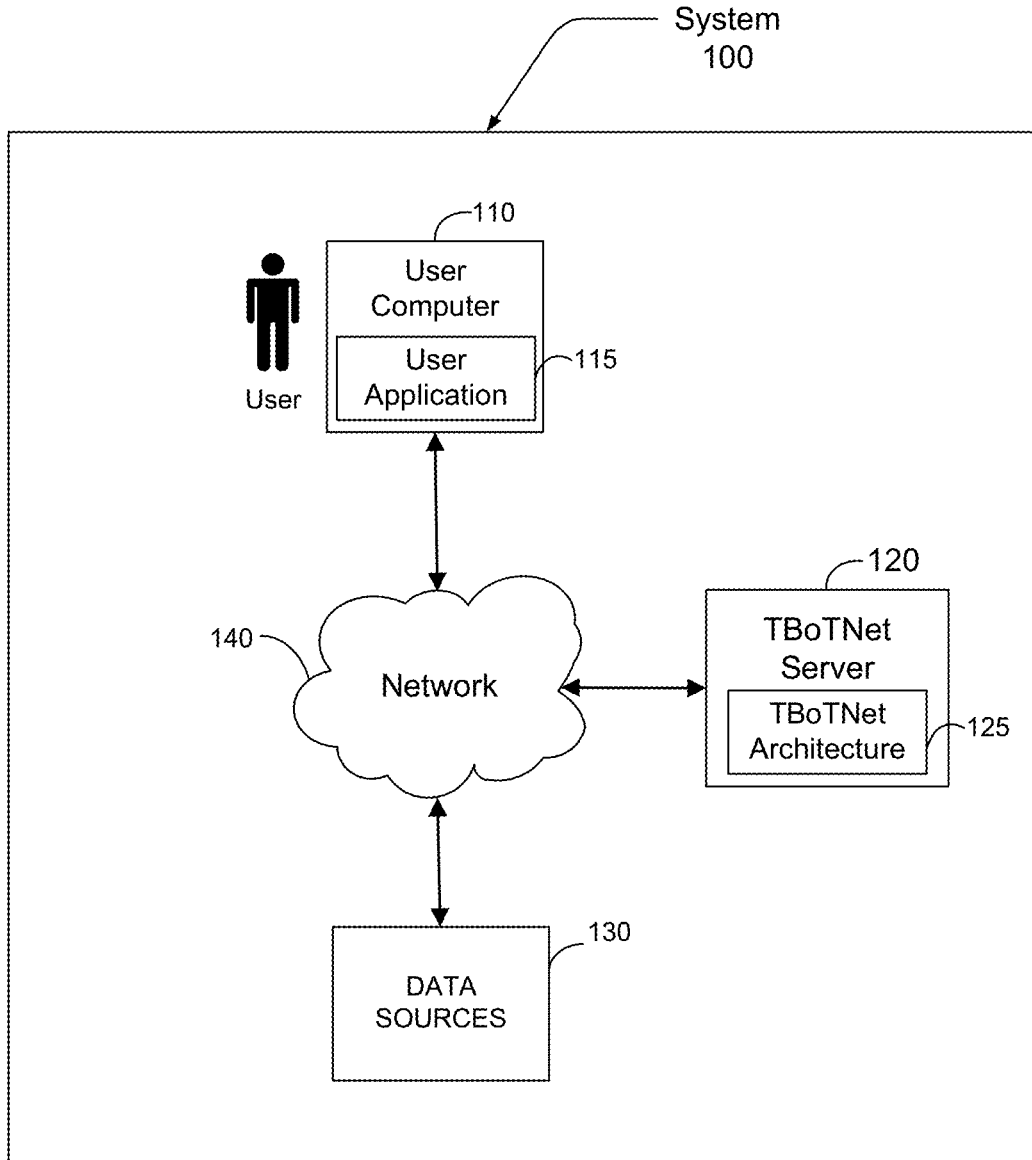 System
100
110
User
Computer
User
Application
115
User
120
TBoTNet
Server
TBoTNet
Architecture
125
140
Network
130
DATA
SOURCES